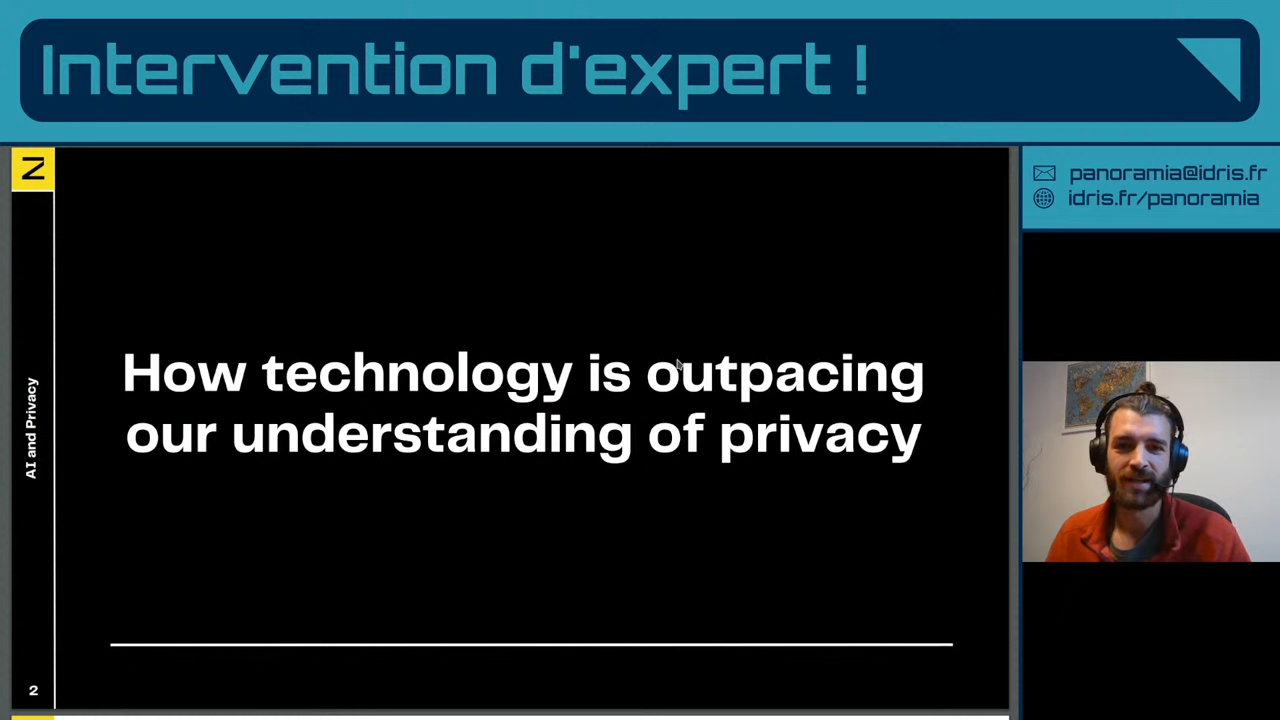 Intervention d'expert !
panoramia@idris.fr
idris.fr/panoramia
How technology is outpacing
our understanding of privacy
AI and Privacy
2